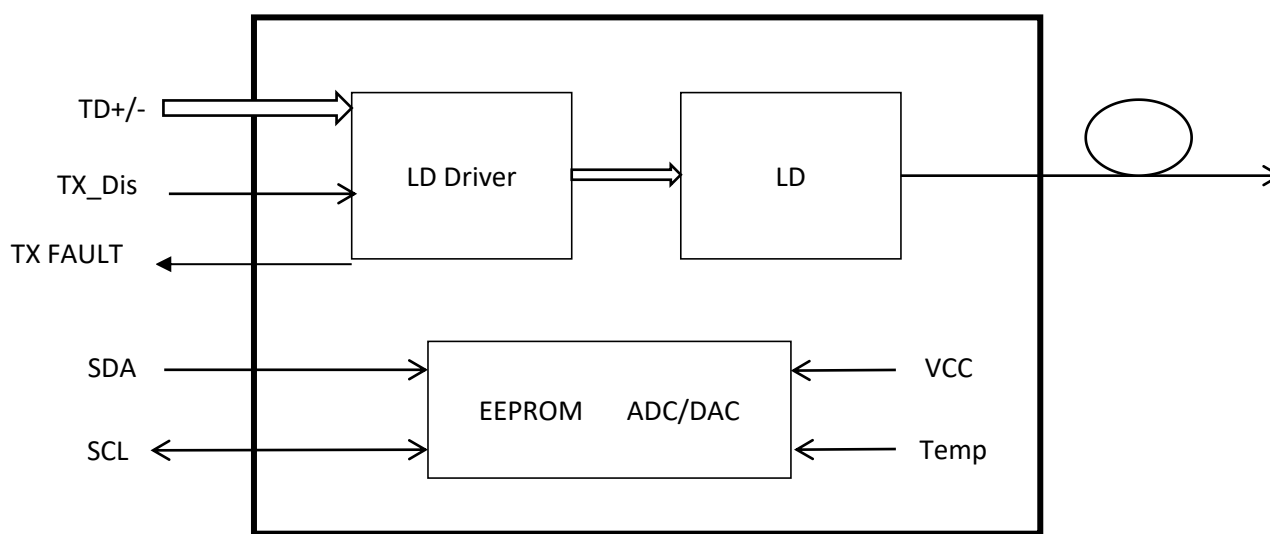 TD+/-
LD Driver
LD
TX_Dis
TX FAULT
SDA
VCC
EEPROM ADC/DAC
SCL
Temp